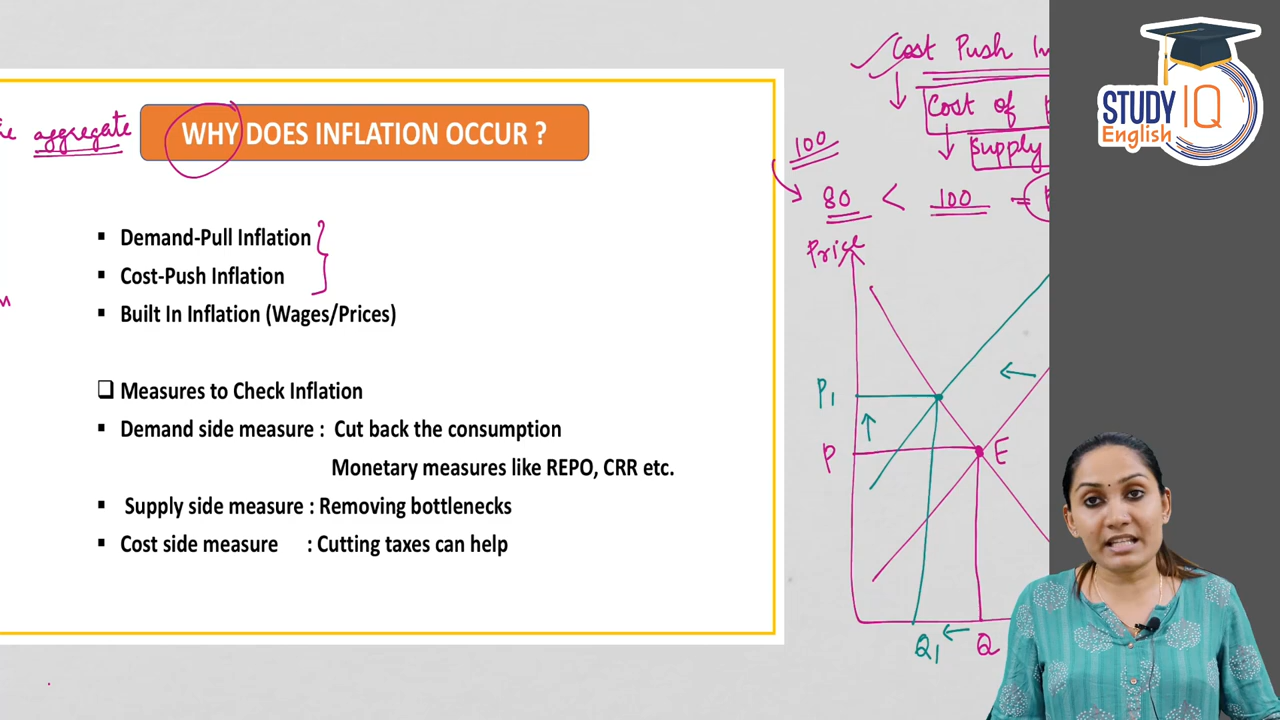 aggregate
WHY DOES INFLATION OCCUR ?
▪ Demand-Pull Inflation
▪ Cost-Push Inflation
▪ Built In Inflation (Wages/Prices)
❑ Measures to Check Inflation
▪ Demand side measure : Cut back the consumption
Monetary measures like REPO, CRR etc.
▪ Supply side measure : Removing bottlenecks
▪ Cost side measure : Cutting taxes can help
Cost Push
Cost of
Supply
100
80 < 100 =
Price
P1
P
E
Q1 Q
STUDY IQ
English